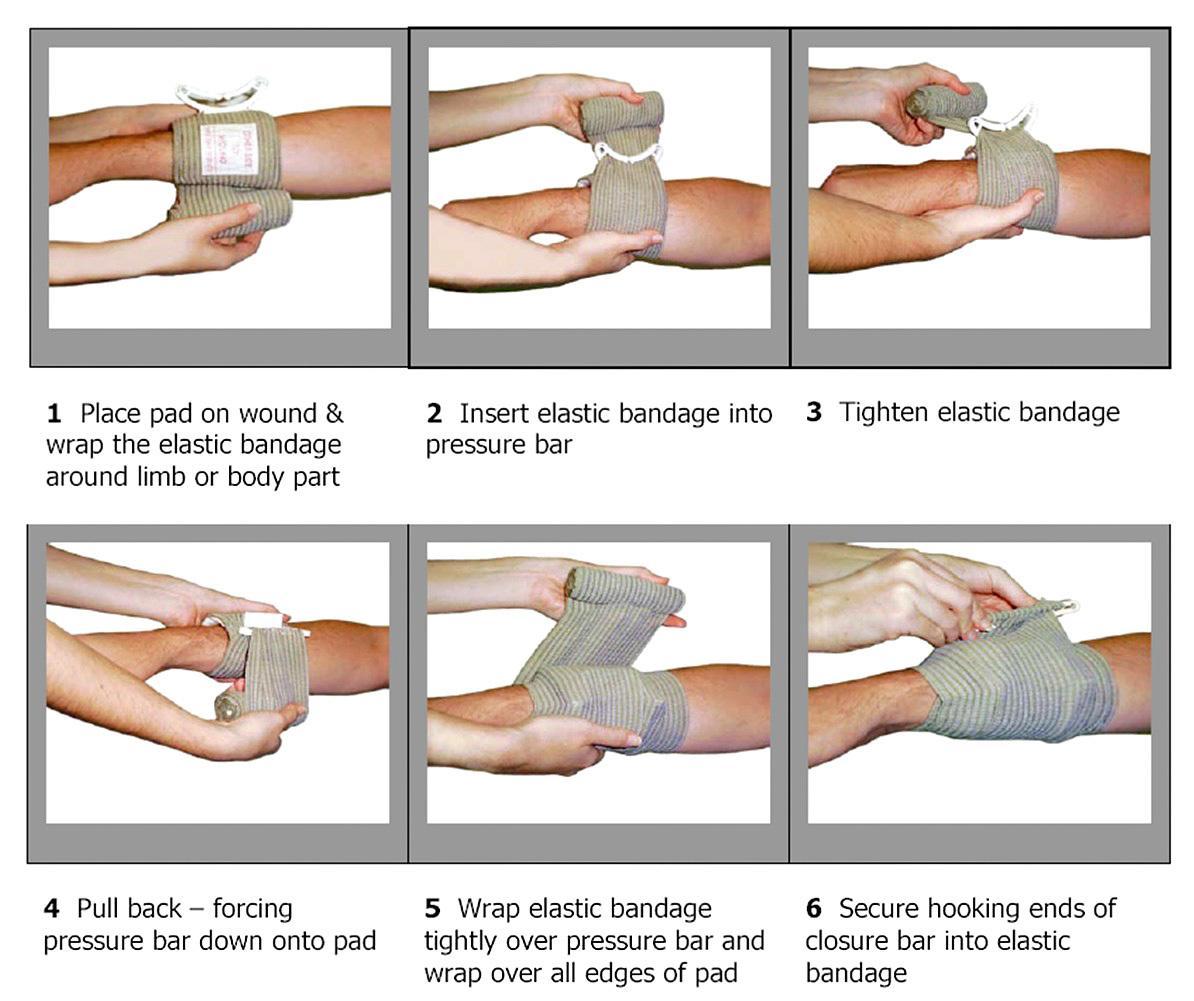 1 Place pad on wound &
wrap the elastic bandage
around limb or body part
2 Insert elastic bandage into
pressure bar
3 Tighten elastic bandage
4 Pull back – forcing
pressure bar down onto pad
5 Wrap elastic bandage
tightly over pressure bar and
wrap over all edges of pad
6 Secure hooking ends of
closure bar into elastic
bandage